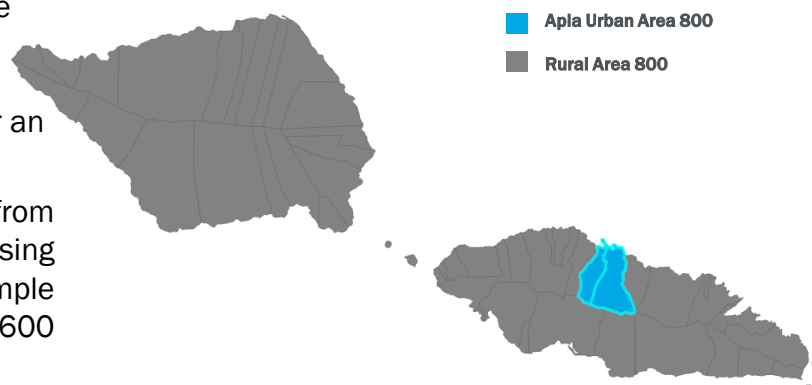 e
Apia Urban Area 800
Rural Area 800
r an
from
sing
mple
600